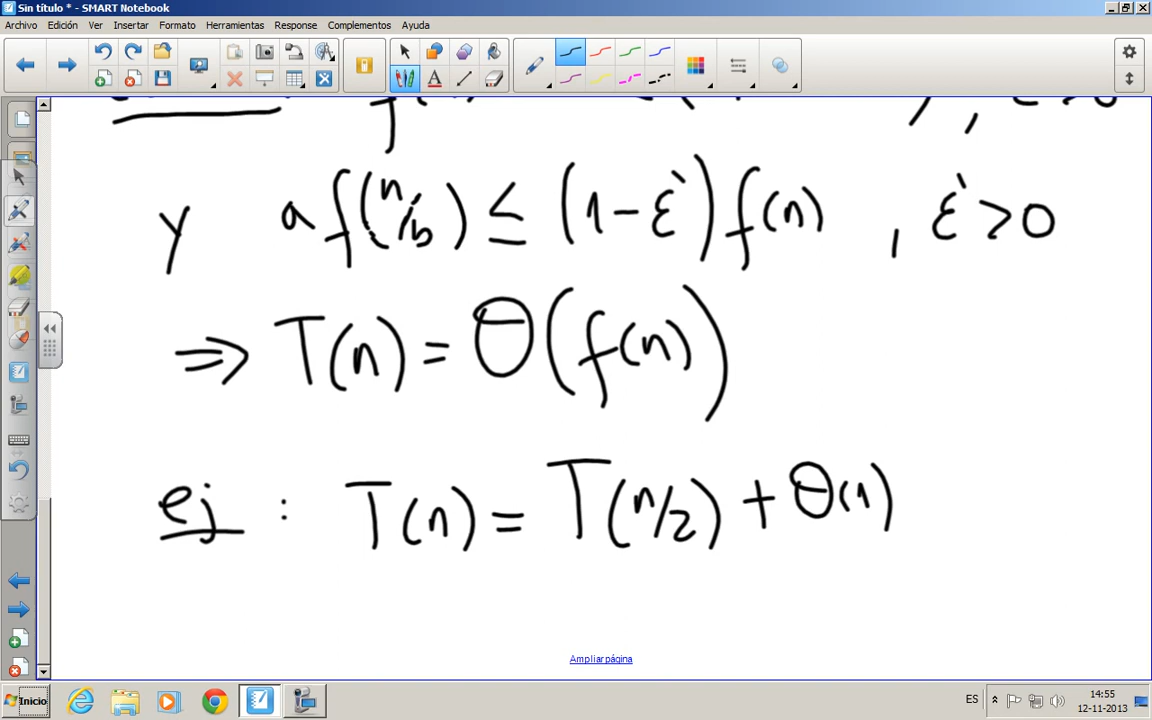 Sin título * - SMART Notebook
Archivo Edición Ver Insertar Formato Herramientas Response Complementos Ayuda
y a f(n/b) ≤ (1-ε') f(n) , ε'>0
⇒ T(n) = Θ(f(n))
ej : T(n) = T(n/2) + Θ(1)
Ampliar página
Inicio
ES
14:55
12-11-2013